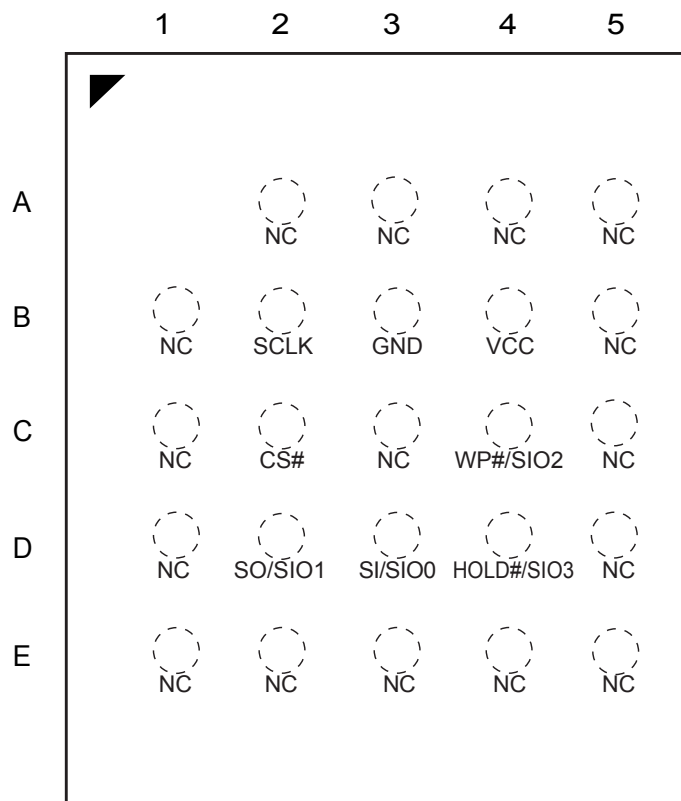 1 2 3 4 5
A
NC NC NC NC
B
NC SCLK GND VCC NC
C
NC CS# NC WP#/SIO2 NC
D
NC SO/SIO1 SI/SIO0 HOLD#/SIO3 NC
E
NC NC NC NC NC